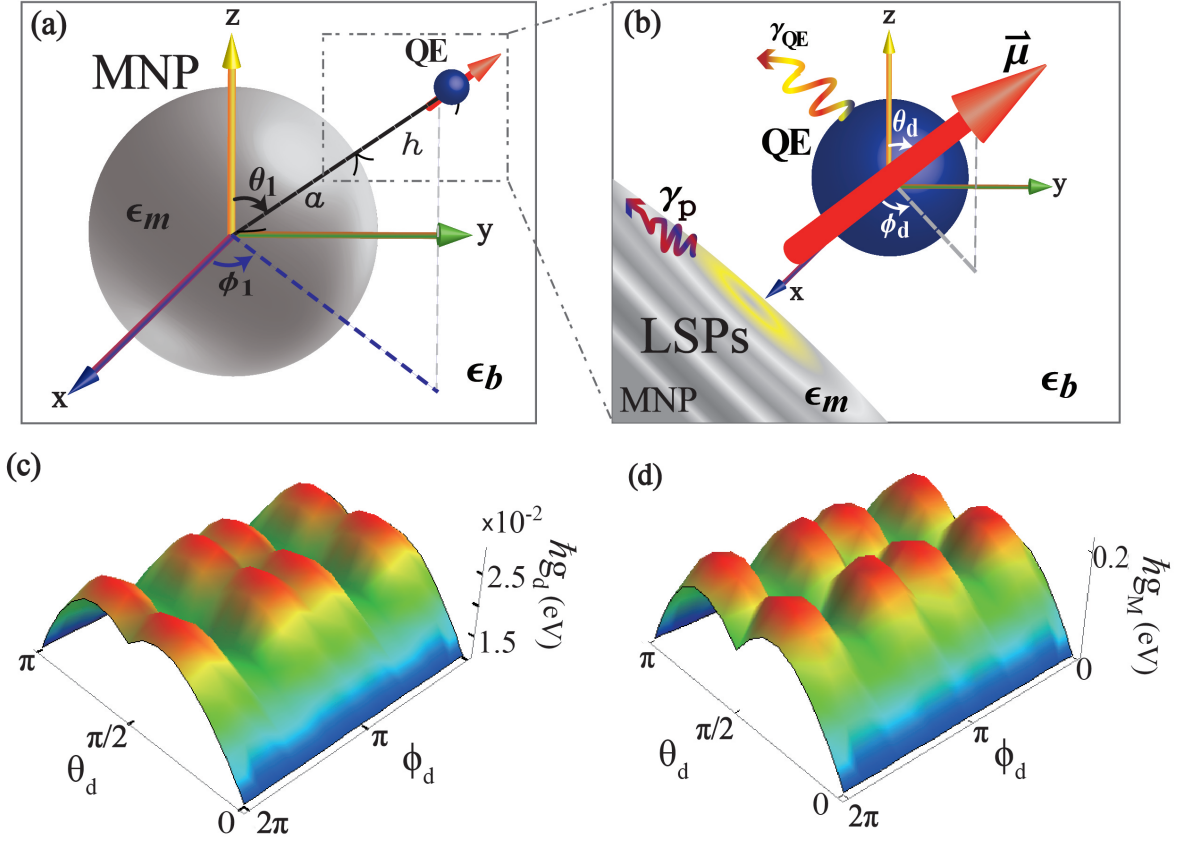 (a)
z
MNP
QE
θ1
a
h
ϵm
y
ϕ1
x
ϵb
(b)
γQE
z
μ⃗
QE
θd
y
ϕd
γp
x
LSPs
MNP
ϵm
ϵb
(c)
x10-2
2.5
1.5
ħgd (eV)
π
π/2
θd
0
2π
π
ϕd
(d)
0.2
0
ħgM (eV)
π
π/2
θd
0
2π
π
ϕd